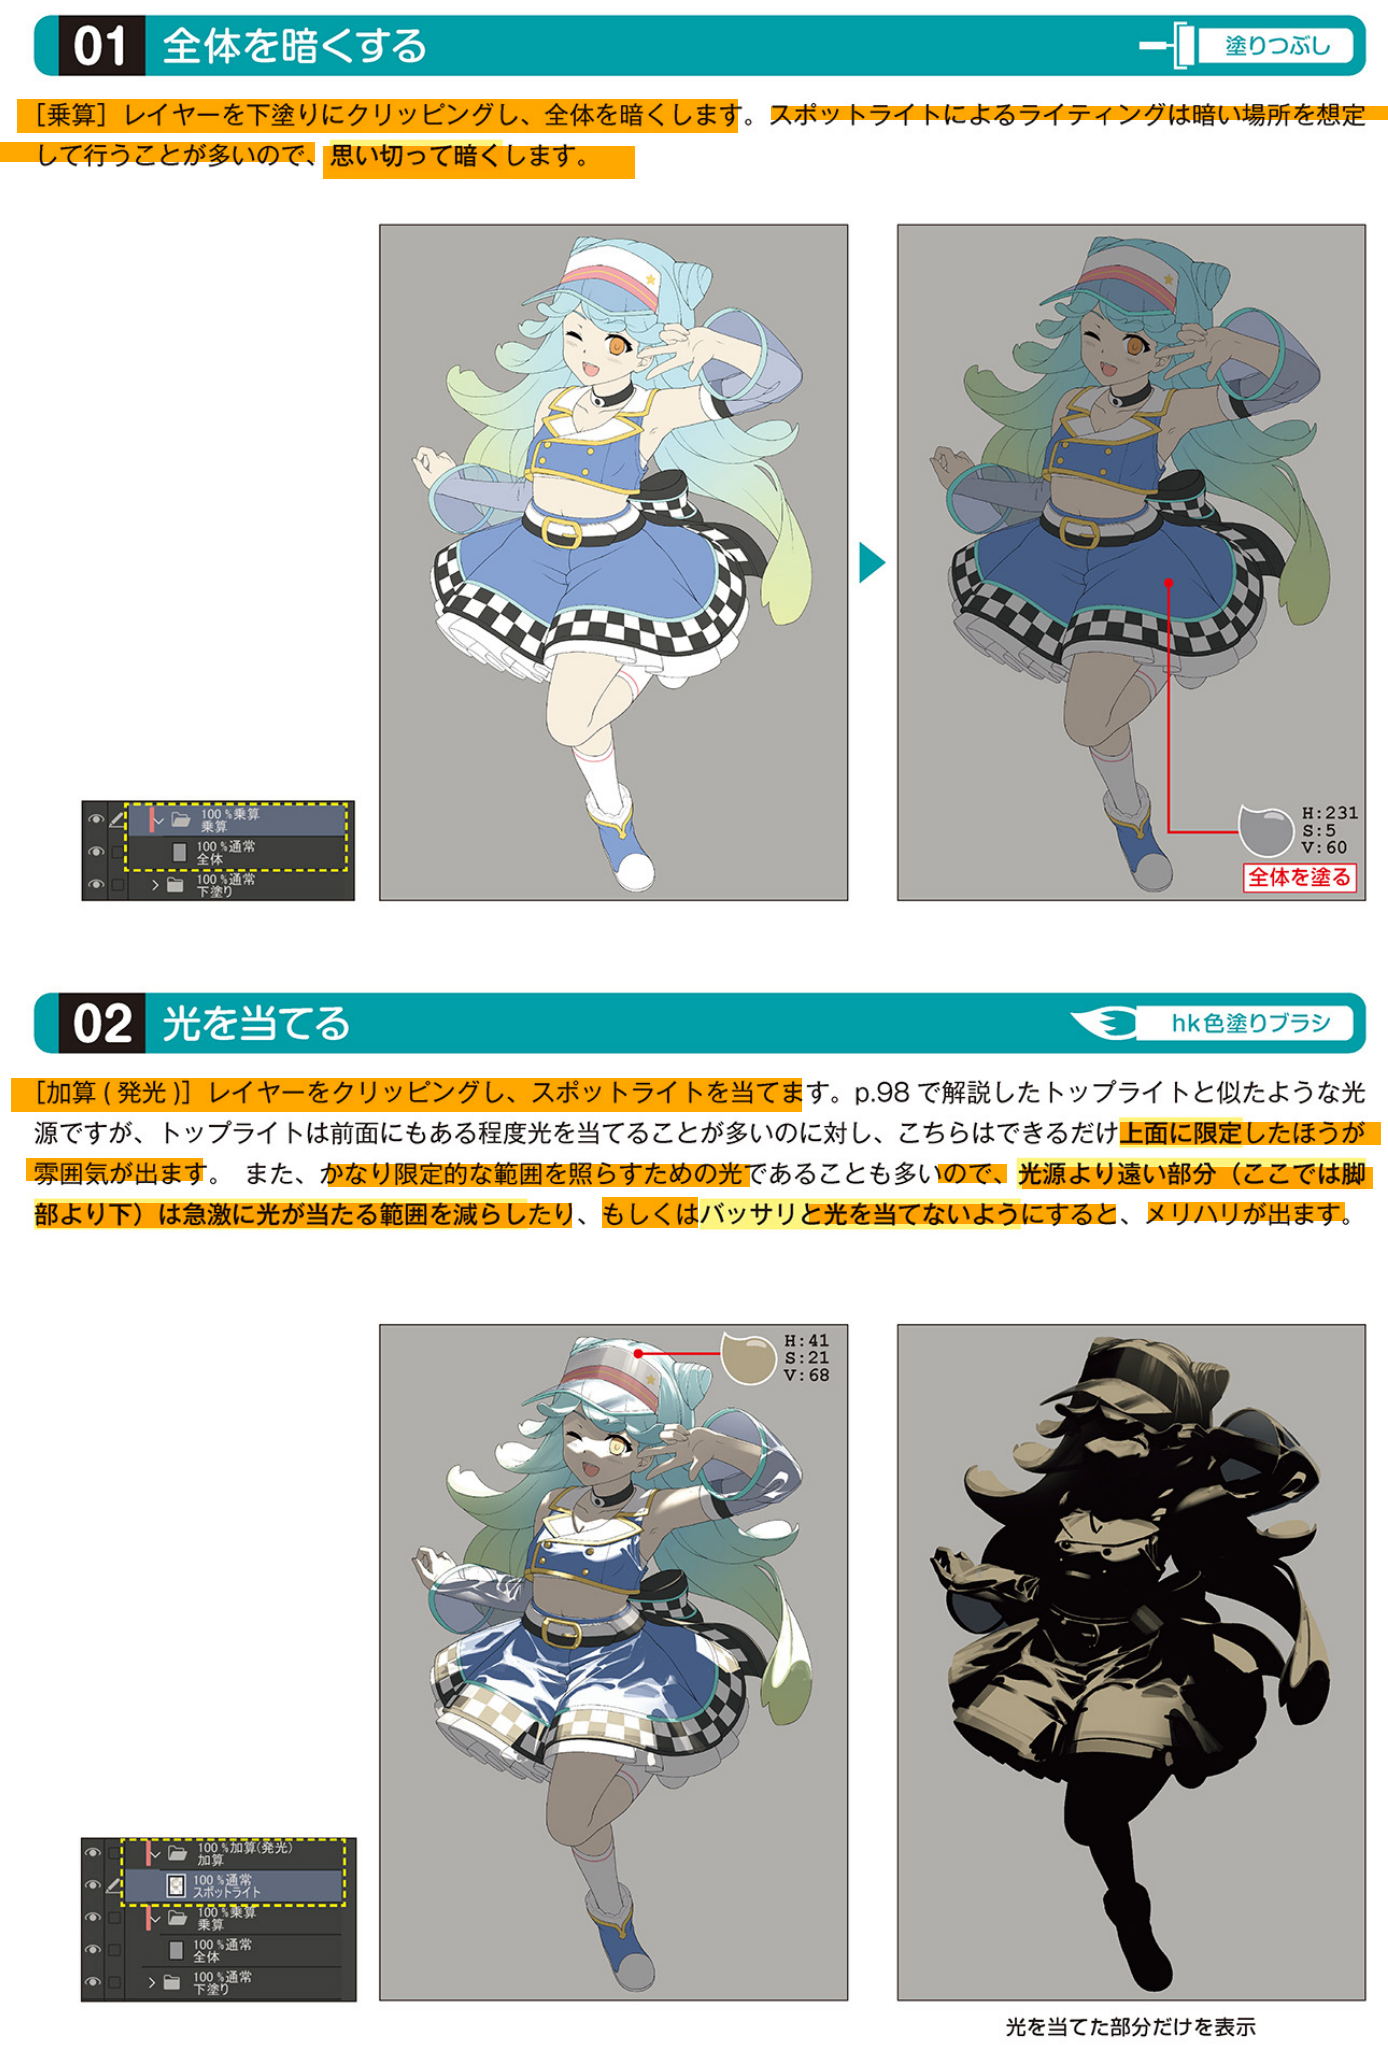 01 全体を暗くする
塗りつぶし
［乗算］レイヤーを下塗りにクリッピングし、全体を暗くします。スポットライトによるライティングは暗い場所を想定
して行うことが多いので、思い切って暗くします。
100 %乗算
乗算
100 %通常
全体
100 %通常
下塗り
H:231
S:5
V:60
全体を塗る
02 光を当てる
hk色塗りブラシ
［加算 ( 発光 )］レイヤーをクリッピングし、スポットライトを当てます。p.98 で解説したトップライトと似たような光
源ですが、トップライトは前面にもある程度光を当てることが多いのに対し、こちらはできるだけ上面に限定したほうが
雰囲気が出ます。 また、かなり限定的な範囲を照らすための光であることも多いので、光源より遠い部分（ここでは脚
部より下）は急激に光が当たる範囲を減らしたり、もしくはバッサリと光を当てないようにすると、メリハリが出ます。
H:41
S:21
V:68
100 %加算(発光)
加算
100 %通常
スポットライト
100 %乗算
乗算
100 %通常
全体
100 %通常
下塗り
光を当てた部分だけを表示